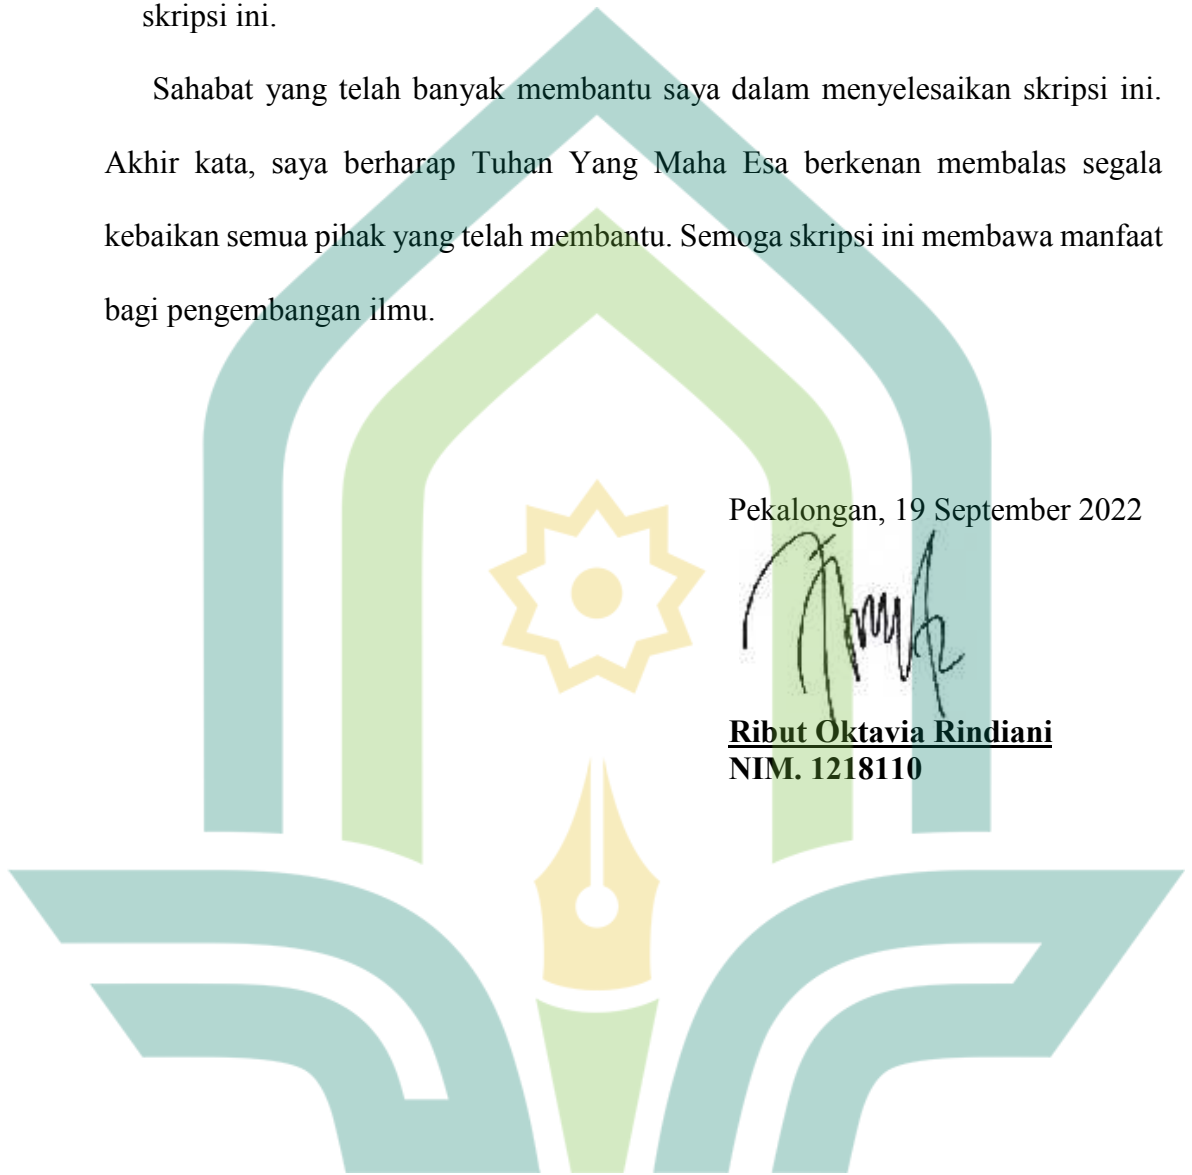 skripsi ini.
Sahabat yang telah banyak membantu saya dalam menyelesaikan skripsi ini.
Akhir kata, saya berharap Tuhan Yang Maha Esa berkenan membalas segala
kebaikan semua pihak yang telah membantu. Semoga skripsi ini membawa manfaat
bagi pengembangan ilmu.
Pekalongan, 19 September 2022
Ribut Oktavia Rindiani
NIM. 1218110